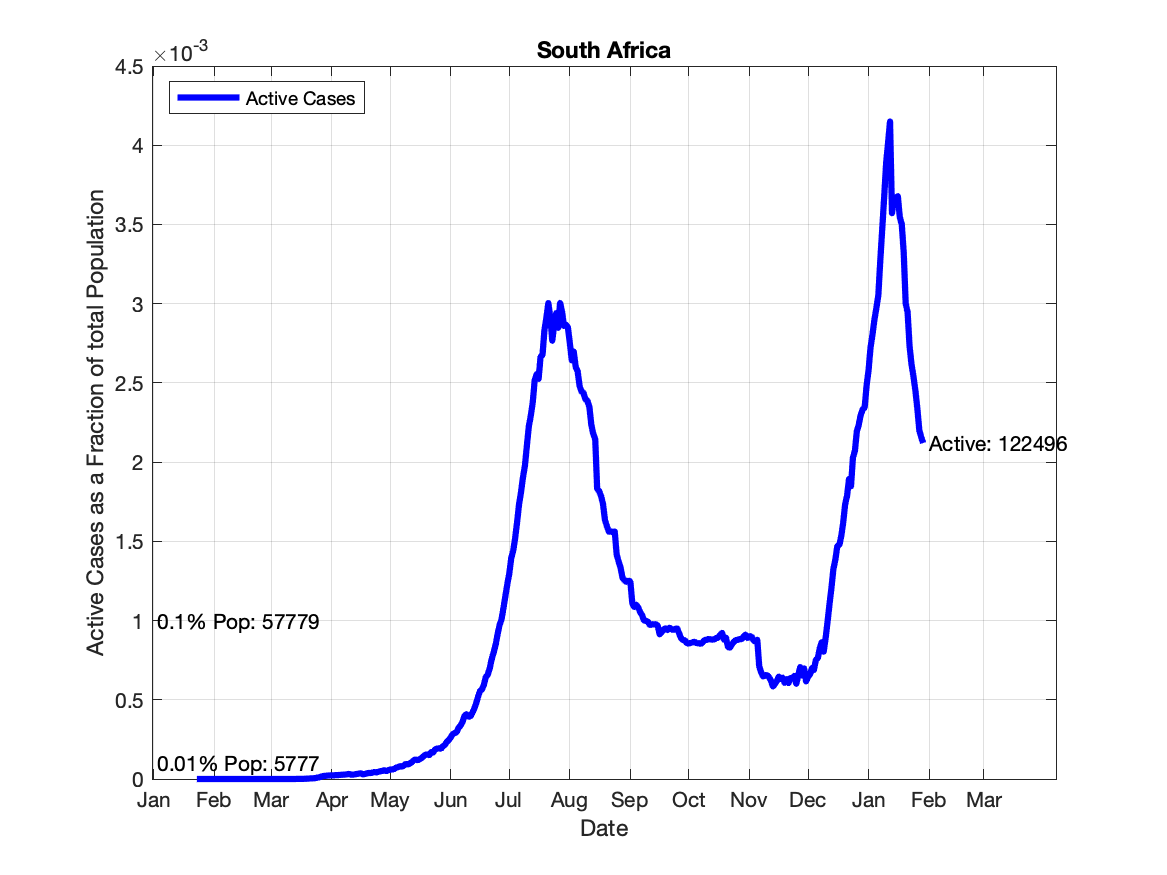 South Africa
×10-3
4.5
4
3.5
3
2.5
2
1.5
1
0.5
0
Active Cases as a Fraction of total Population
Active Cases
Active: 122496
0.1% Pop: 57779
0.01% Pop: 5777
Jan Feb Mar Apr May Jun Jul Aug Sep Oct Nov Dec Jan Feb Mar
Date